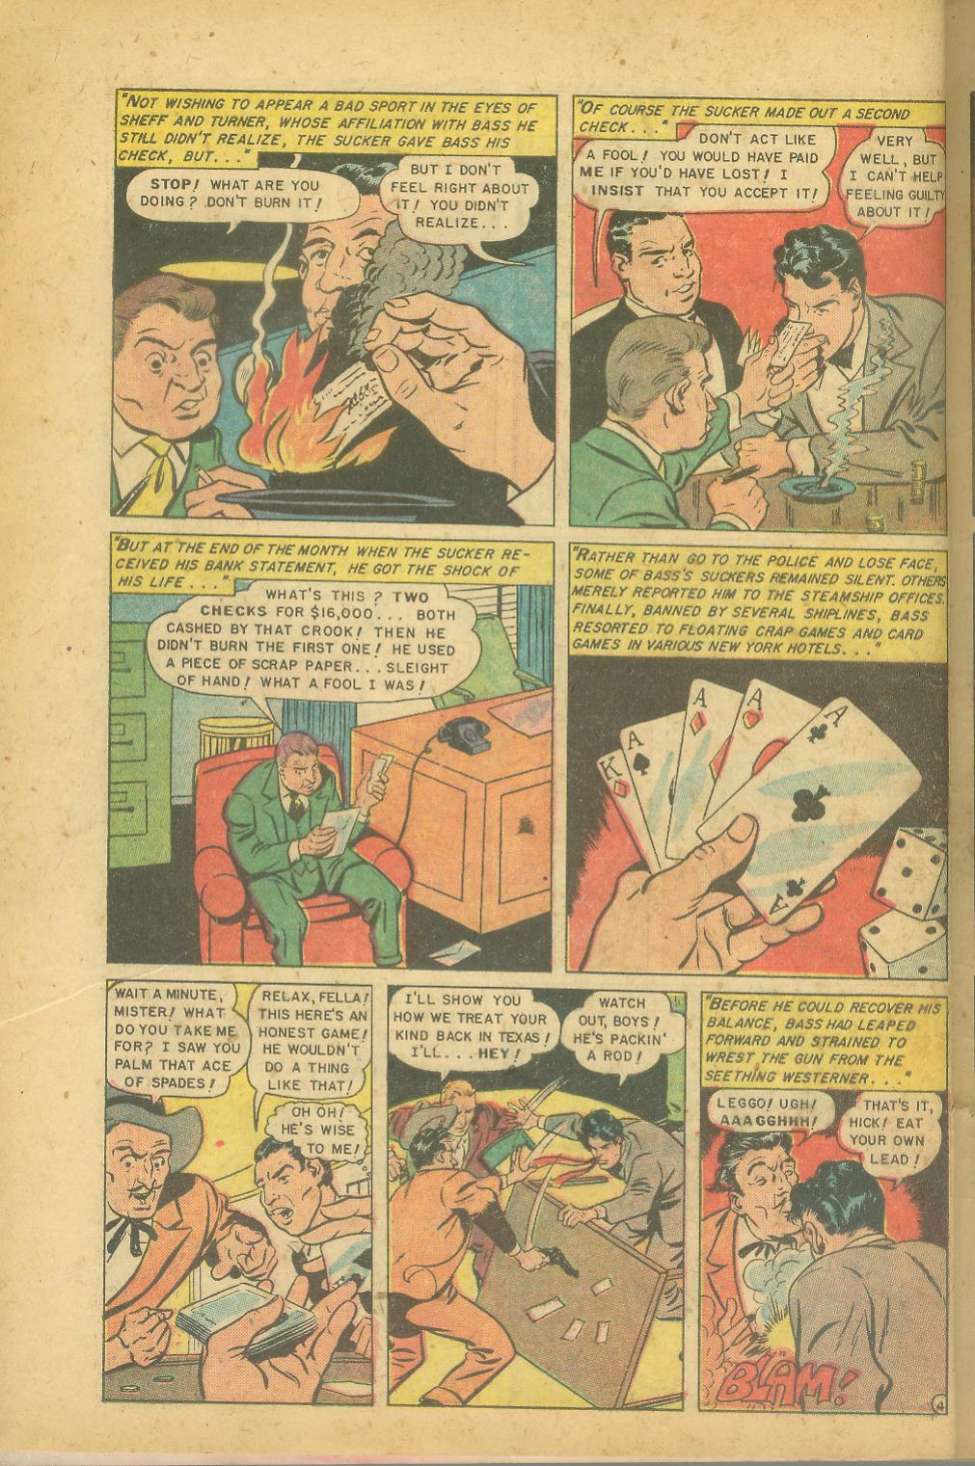 "NOT WISHING TO APPEAR A BAD SPORT IN THE EYES OF
SHEFF AND TURNER, WHOSE AFFILIATION WITH BASS HE
STILL DIDN'T REALIZE, THE SUCKER GAVE BASS HIS
CHECK, BUT..."
STOP! WHAT ARE YOU
DOING? DON'T BURN IT!
BUT I DON'T
FEEL RIGHT ABOUT
IT! YOU DIDN'T
REALIZE...
"OF COURSE THE SUCKER MADE OUT A SECOND
CHECK..."
DON'T ACT LIKE
A FOOL! YOU WOULD HAVE PAID
ME IF YOU'D HAVE LOST! I
INSIST THAT YOU ACCEPT IT!
VERY
WELL, BUT
I CAN'T HELP
FEELING GUILTY
ABOUT IT!
"BUT AT THE END OF THE MONTH WHEN THE SUCKER RE-
CEIVED HIS BANK STATEMENT, HE GOT THE SHOCK OF
HIS LIFE..."
WHAT'S THIS? TWO
CHECKS FOR $16,000... BOTH
CASHED BY THAT CROOK! THEN HE
DIDN'T BURN THE FIRST ONE! HE USED
A PIECE OF SCRAP PAPER... SLEIGHT
OF HAND! WHAT A FOOL I WAS!
"RATHER THAN GO TO THE POLICE AND LOSE FACE,
SOME OF BASS'S SUCKERS REMAINED SILENT. OTHERS
MERELY REPORTED HIM TO THE STEAMSHIP OFFICES.
FINALLY, BANNED BY SEVERAL SHIPLINES, BASS
RESORTED TO FLOATING CRAP GAMES AND CARD
GAMES IN VARIOUS NEW YORK HOTELS..."
K
A
A
A
A
A
WAIT A MINUTE,
MISTER! WHAT
DO YOU TAKE ME
FOR? I SAW YOU
PALM THAT ACE
OF SPADES!
RELAX, FELLA!
THIS HERE'S AN
HONEST GAME!
HE WOULDN'T
DO A THING
LIKE THAT!
OH OH!
HE'S WISE
TO ME!
I'LL SHOW YOU
HOW WE TREAT YOUR
KIND BACK IN TEXAS!
I'LL... HEY!
WATCH
OUT, BOYS!
HE'S PACKIN'
A ROD!
"BEFORE HE COULD RECOVER HIS
BALANCE, BASS HAD LEAPED
FORWARD AND STRAINED TO
WREST THE GUN FROM THE
SEETHING WESTERNER..."
LEGGO! UGH!
AAAGGHHH!
THAT'S IT,
HICK! EAT
YOUR OWN
LEAD!
BLAM!
4